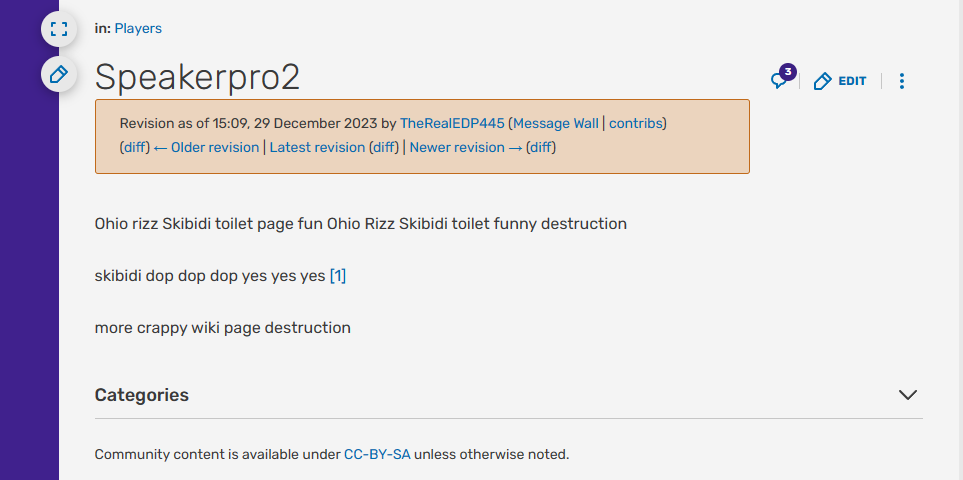 in: Players
Speakerpro2
3
EDIT
Revision as of 15:09, 29 December 2023 by TheRealEDP445 (Message Wall | contribs)
(diff) ← Older revision | Latest revision (diff) | Newer revision → (diff)
Ohio rizz Skibidi toilet page fun Ohio Rizz Skibidi toilet funny destruction
skibidi dop dop dop yes yes yes [1]
more crappy wiki page destruction
Categories
Community content is available under CC-BY-SA unless otherwise noted.